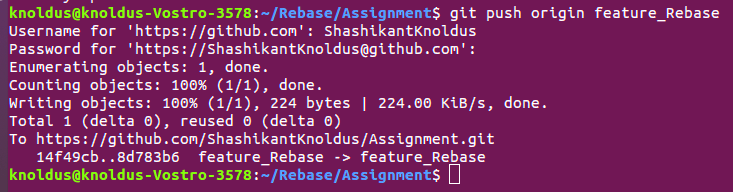 knoldus@knoldus-Vostro-3578:~/Rebase/Assignment$ git push origin feature_Rebase
Username for 'https://github.com': ShashikantKnoldus
Password for 'https://ShashikantKnoldus@github.com':
Enumerating objects: 1, done.
Counting objects: 100% (1/1), done.
Writing objects: 100% (1/1), 224 bytes | 224.00 KiB/s, done.
Total 1 (delta 0), reused 0 (delta 0)
To https://github.com/ShashikantKnoldus/Assignment.git
   14f49cb..8d783b6  feature_Rebase -> feature_Rebase
knoldus@knoldus-Vostro-3578:~/Rebase/Assignment$